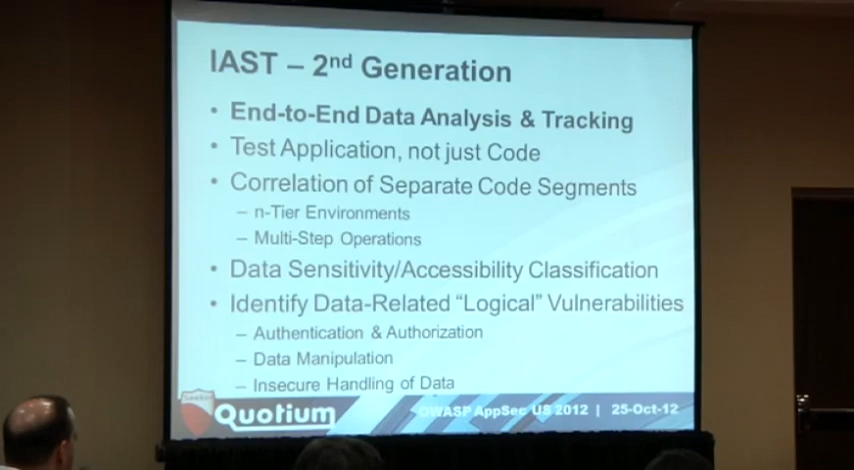 IAST – 2nd Generation
• End-to-End Data Analysis & Tracking
• Test Application, not just Code
• Correlation of Separate Code Segments
– n-Tier Environments
– Multi-Step Operations
• Data Sensitivity/Accessibility Classification
• Identify Data-Related “Logical” Vulnerabilities
– Authentication & Authorization
– Data Manipulation
– Insecure Handling of Data
Seeker
Quotium
OWASP AppSec US 2012 | 25-Oct-12